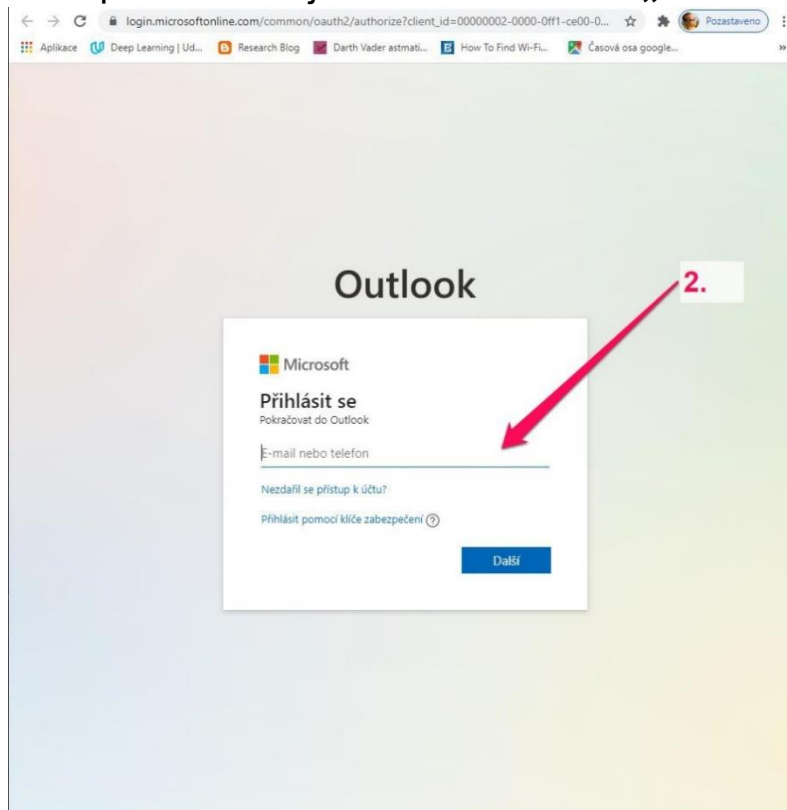 login.microsoftonline.com/common/oauth2/authorize?client_id=00000002-0000-0ff1-ce00-0... Pozastaveno
Aplikace Deep Learning | Ud... Research Blog Darth Vader astmati... How To Find Wi-Fi... Časová osa google... »
Outlook
2.
Microsoft
Přihlásit se
Pokračovat do Outlook
E-mail nebo telefon
Nezdařil se přístup k účtu?
Přihlásit pomocí klíče zabezpečení ?
Další